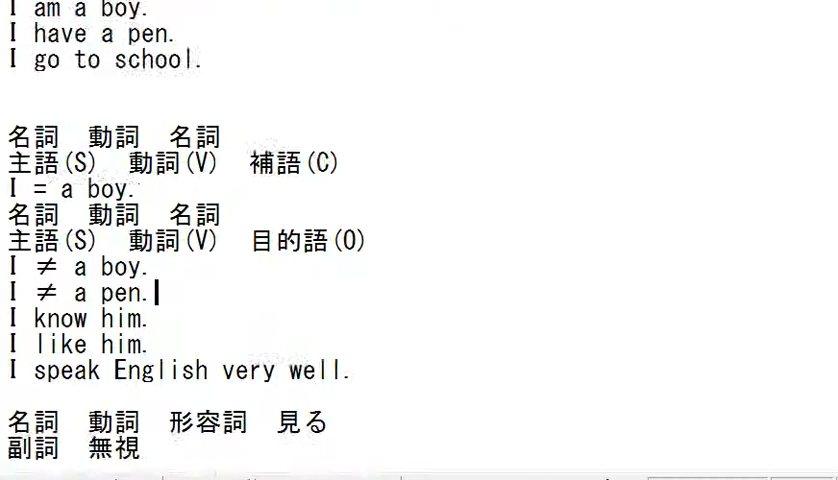 I am a boy.
I have a pen.
I go to school.
名詞　動詞　名詞
主語(S)　動詞(V)　補語(C)
I = a boy.
名詞　動詞　名詞
主語(S)　動詞(V)　目的語(O)
I ≠ a boy.
I ≠ a pen.
I know him.
I like him.
I speak English very well.
名詞　動詞　形容詞　見る
副詞　無視